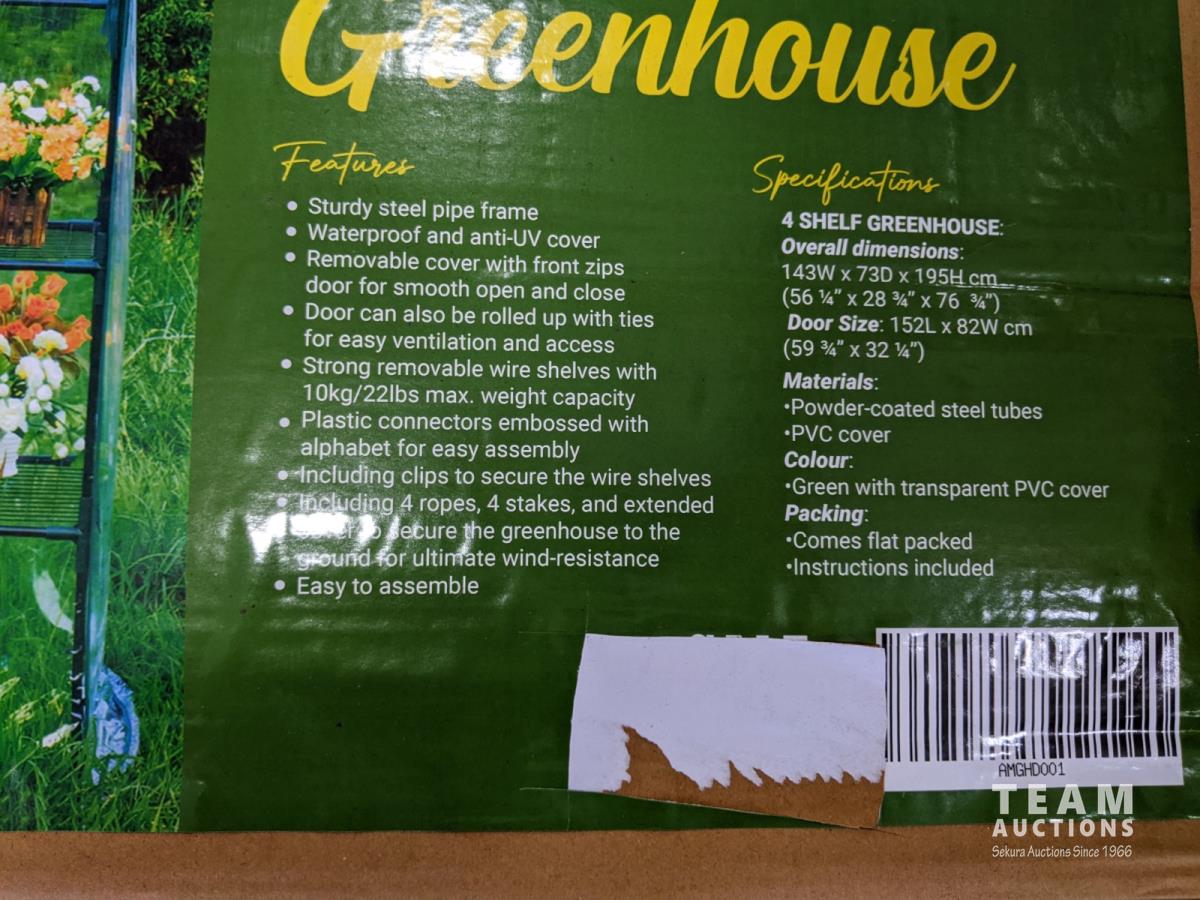 Greenhouse
Features
• Sturdy steel pipe frame
• Waterproof and anti-UV cover
• Removable cover with front zips
door for smooth open and close
• Door can also be rolled up with ties
for easy ventilation and access
• Strong removable wire shelves with
10kg/22lbs max. weight capacity
• Plastic connectors embossed with
alphabet for easy assembly
• Including clips to secure the wire shelves
• Including 4 ropes, 4 stakes, and extended
cover to secure the greenhouse to the
ground for ultimate wind-resistance
• Easy to assemble
Specifications
4 SHELF GREENHOUSE:
Overall dimensions:
143W x 73D x 195H cm
(56 ¼” x 28 ¾” x 76 ¾”)
Door Size: 152L x 82W cm
(59 ¾” x 32 ¼”)
Materials:
•Powder-coated steel tubes
•PVC cover
Colour:
•Green with transparent PVC cover
Packing:
•Comes flat packed
•Instructions included
AMGHD001
TEAM
AUCTIONS
Sekura Auctions Since 1966